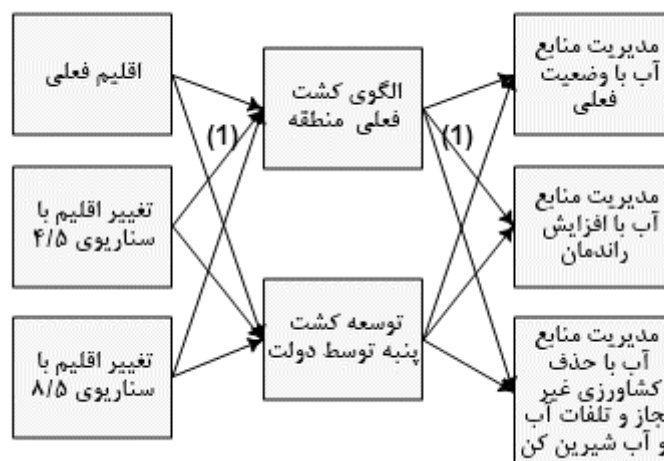 اقلیم فعلی
تغییر اقلیم با
سناریوی ۴/۵
تغییر اقلیم با
سناریوی ۸/۵
(1)
الگوی کشت
فعلی منطقه
توسعه کشت
پنبه توسط دولت
(1)
مدیریت منابع
آب با وضعیت
فعلی
مدیریت منابع
آب با افزایش
راندمان
مدیریت منابع
آب با حذف
کشاورزی غیر
جاز و تلفات آب
و آب شیرین کن